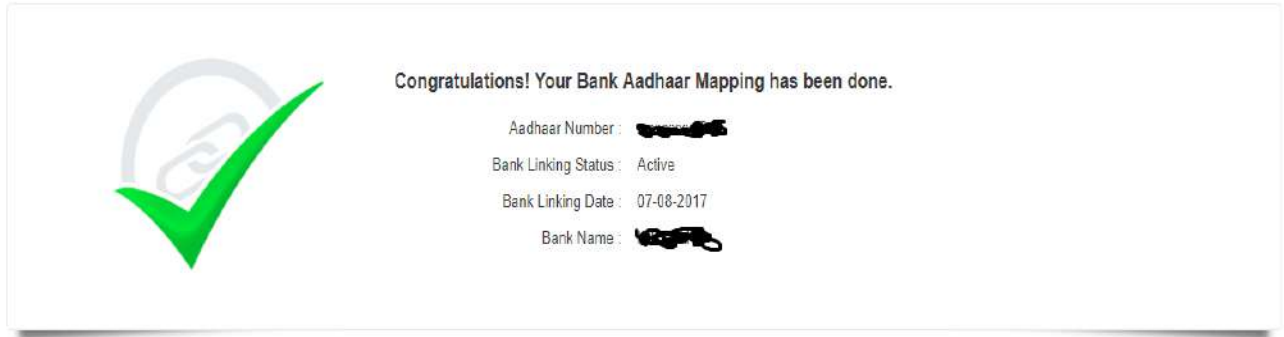 Congratulations! Your Bank Aadhaar Mapping has been done.
Aadhaar Number :
Bank Linking Status : Active
Bank Linking Date : 07-08-2017
Bank Name :